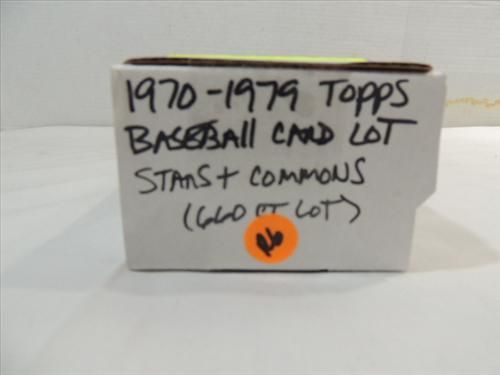 1970-1979 TOPPS
BASEBAll CARD LOT
STARS + COMMONS
(660 CT LOT)